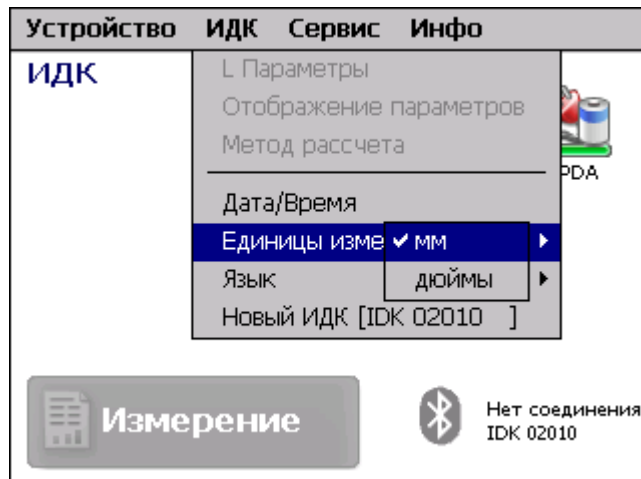 Устройство ИДК Сервис Инфо
ИДК
L Параметры
Отображение параметров
Метод рассчета
PDA
Дата/Время
Единицы изме
мм
Язык
дюймы
Новый ИДК [IDK 02010 ]
Измерение
Нет соединения
IDK 02010